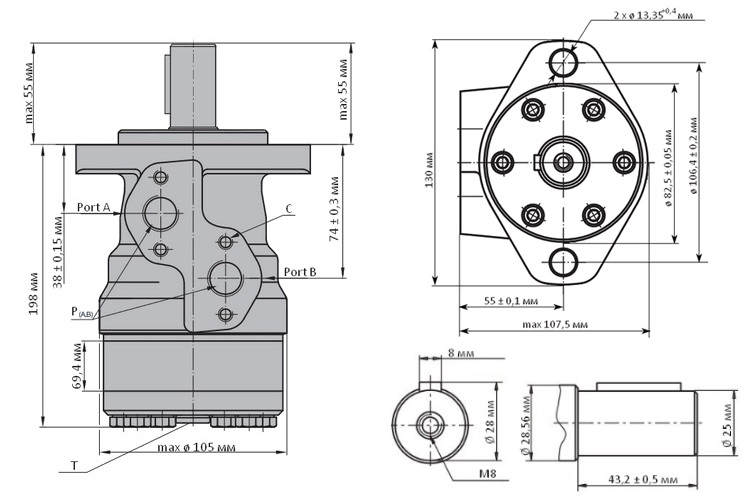 2 x ø 13,35+0,4 мм
max 55 мм
max 55 мм
Port A
C
Port B
P(A,B)
38 ± 0,15 мм
74 ± 0,3 мм
198 мм
69,4 мм
max ø 105 мм
T
130 мм
ø 82,5 ± 0,05 мм
ø 106,4 ± 0,2 мм
55 ± 0,1 мм
max 107,5 мм
8 мм
Ø 28 мм
M8
Ø 28.56 мм
Ø 25 мм
43,2 ± 0,5 мм